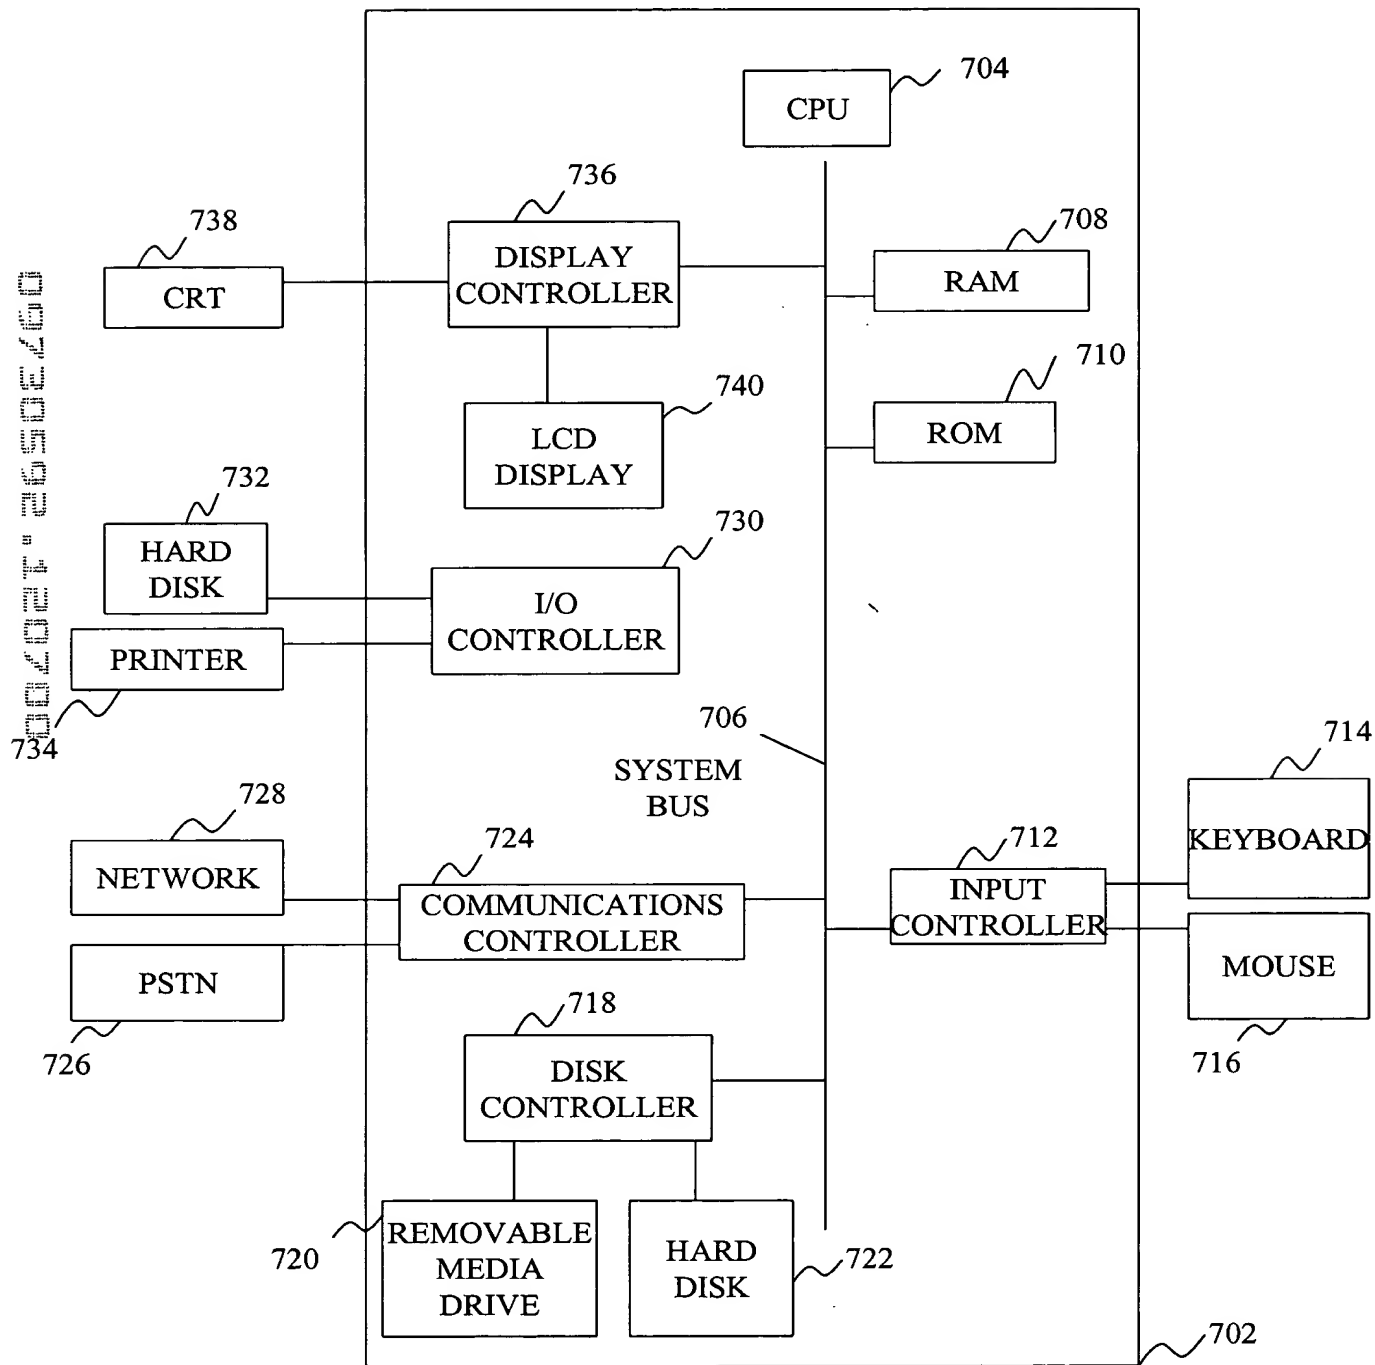 704
CPU
736
738
708
DISPLAY
CONTROLLER
RAM
CRT
710
740
ROM
LCD
DISPLAY
732
730
HARD
DISK
I/O
CONTROLLER
PRINTER
734
706
714
SYSTEM
BUS
728
KEYBOARD
724
712
NETWORK
COMMUNICATIONS
CONTROLLER
INPUT
CONTROLLER
MOUSE
PSTN
718
726
716
DISK
CONTROLLER
720
REMOVABLE
MEDIA
DRIVE
HARD
DISK
722
702
09730592.120700